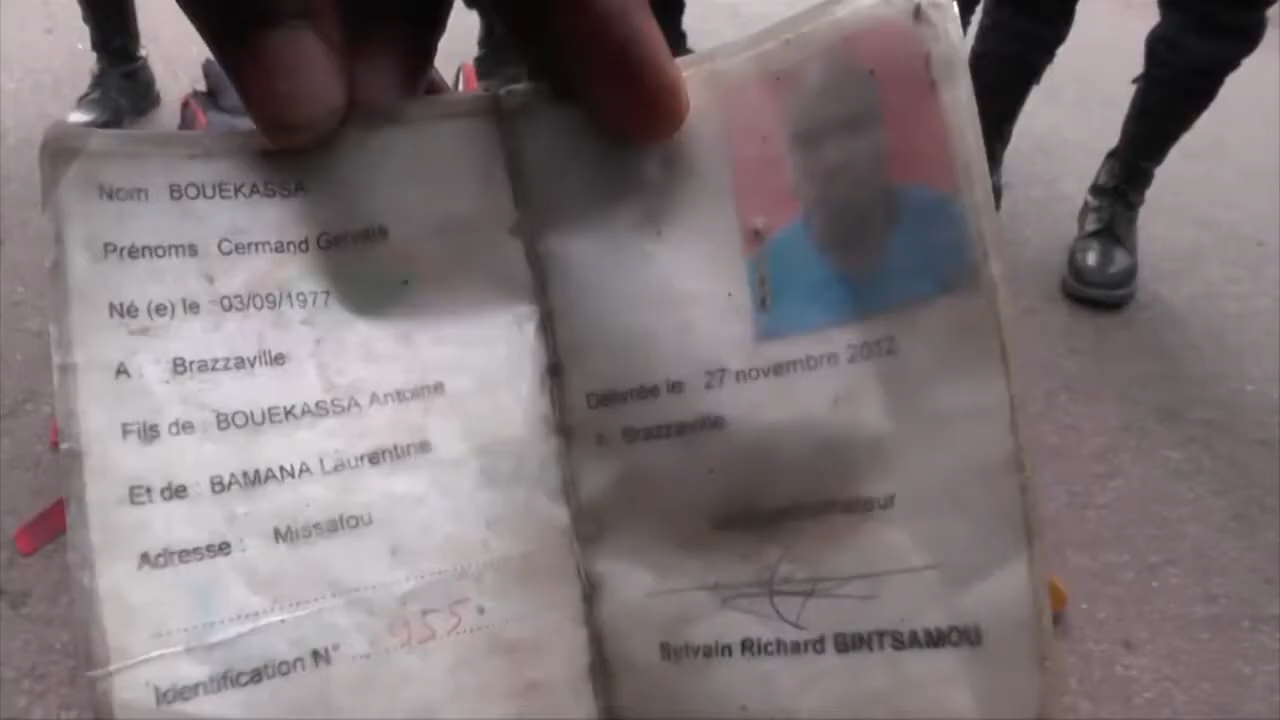 Nom BOUEKASSA
Prénoms Cermand Gervais
Né (e) le 03/09/1977
A : Brazzaville
Fils de : BOUEKASSA Antoine
Et de : BAMANA Laurentine
Adresse : Missafou
Identification N° 955
Délivrée le 27 novembre 2012
à Brazzaville
Sylvain Richard BINTSAMOU